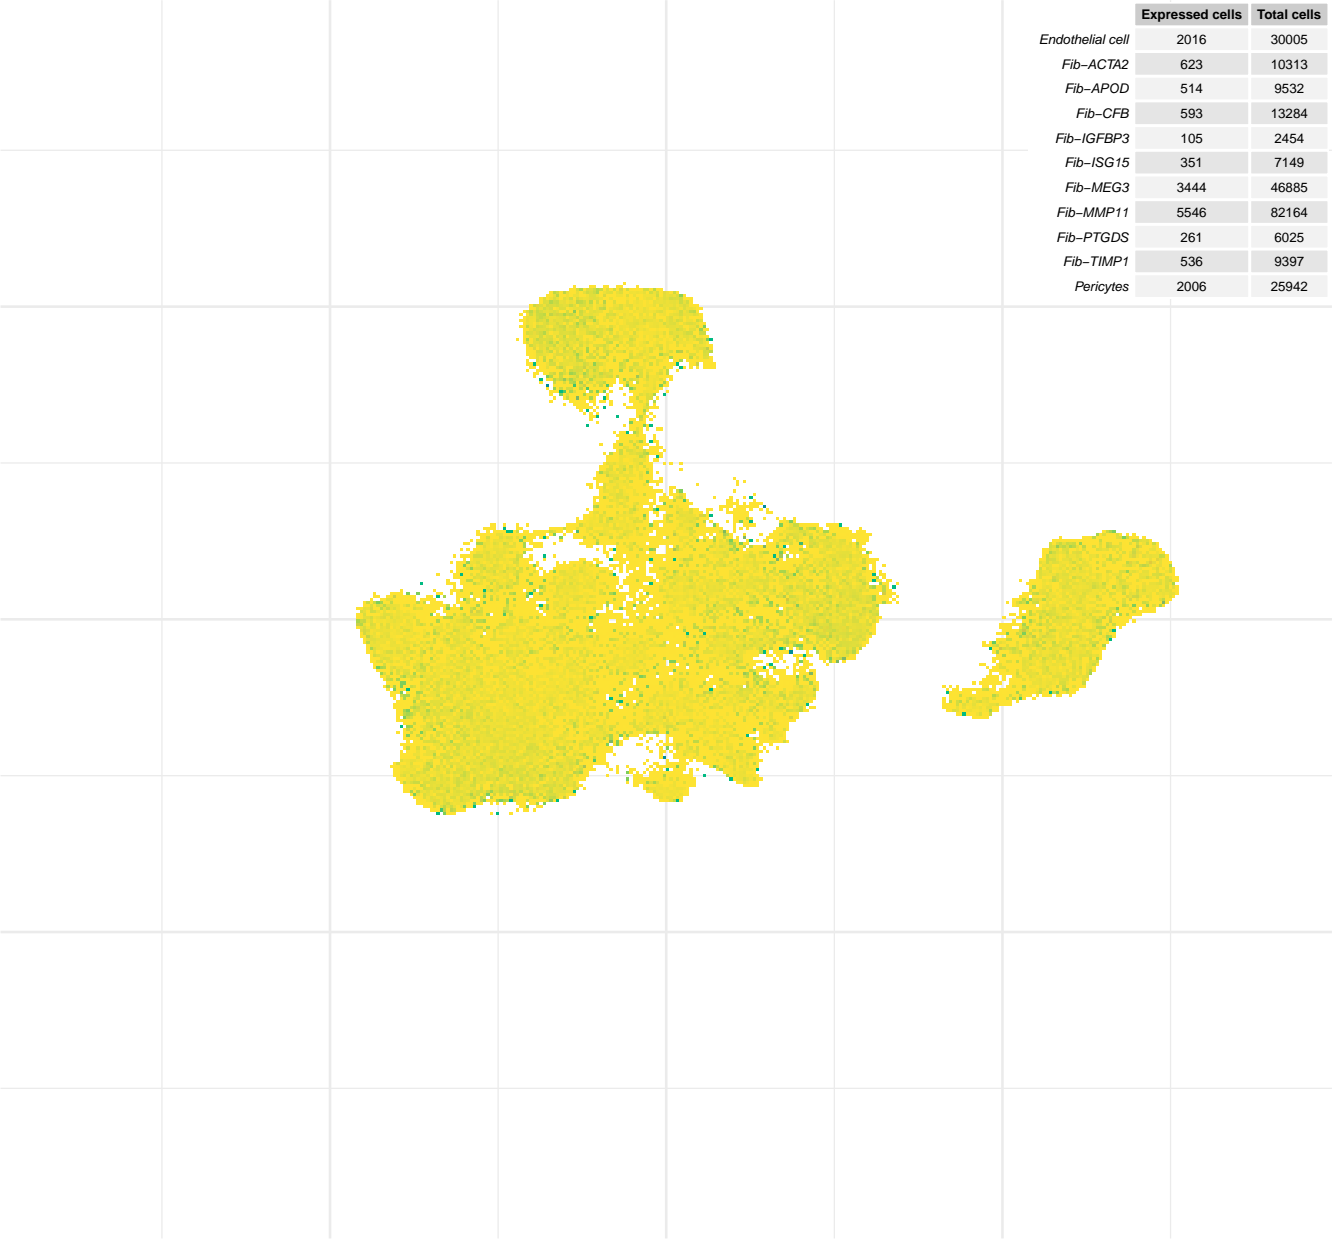 Expressed cells Total cells
Endothelial cell 2016 30005
Fib−ACTA2 623 10313
Fib−APOD 514 9532
Fib−CFB 593 13284
Fib−IGFBP3 105 2454
Fib−ISG15 351 7149
Fib−MEG3 3444 46885
Fib−MMP11 5546 82164
Fib−PTGDS 261 6025
Fib−TIMP1 536 9397
Pericytes 2006 25942